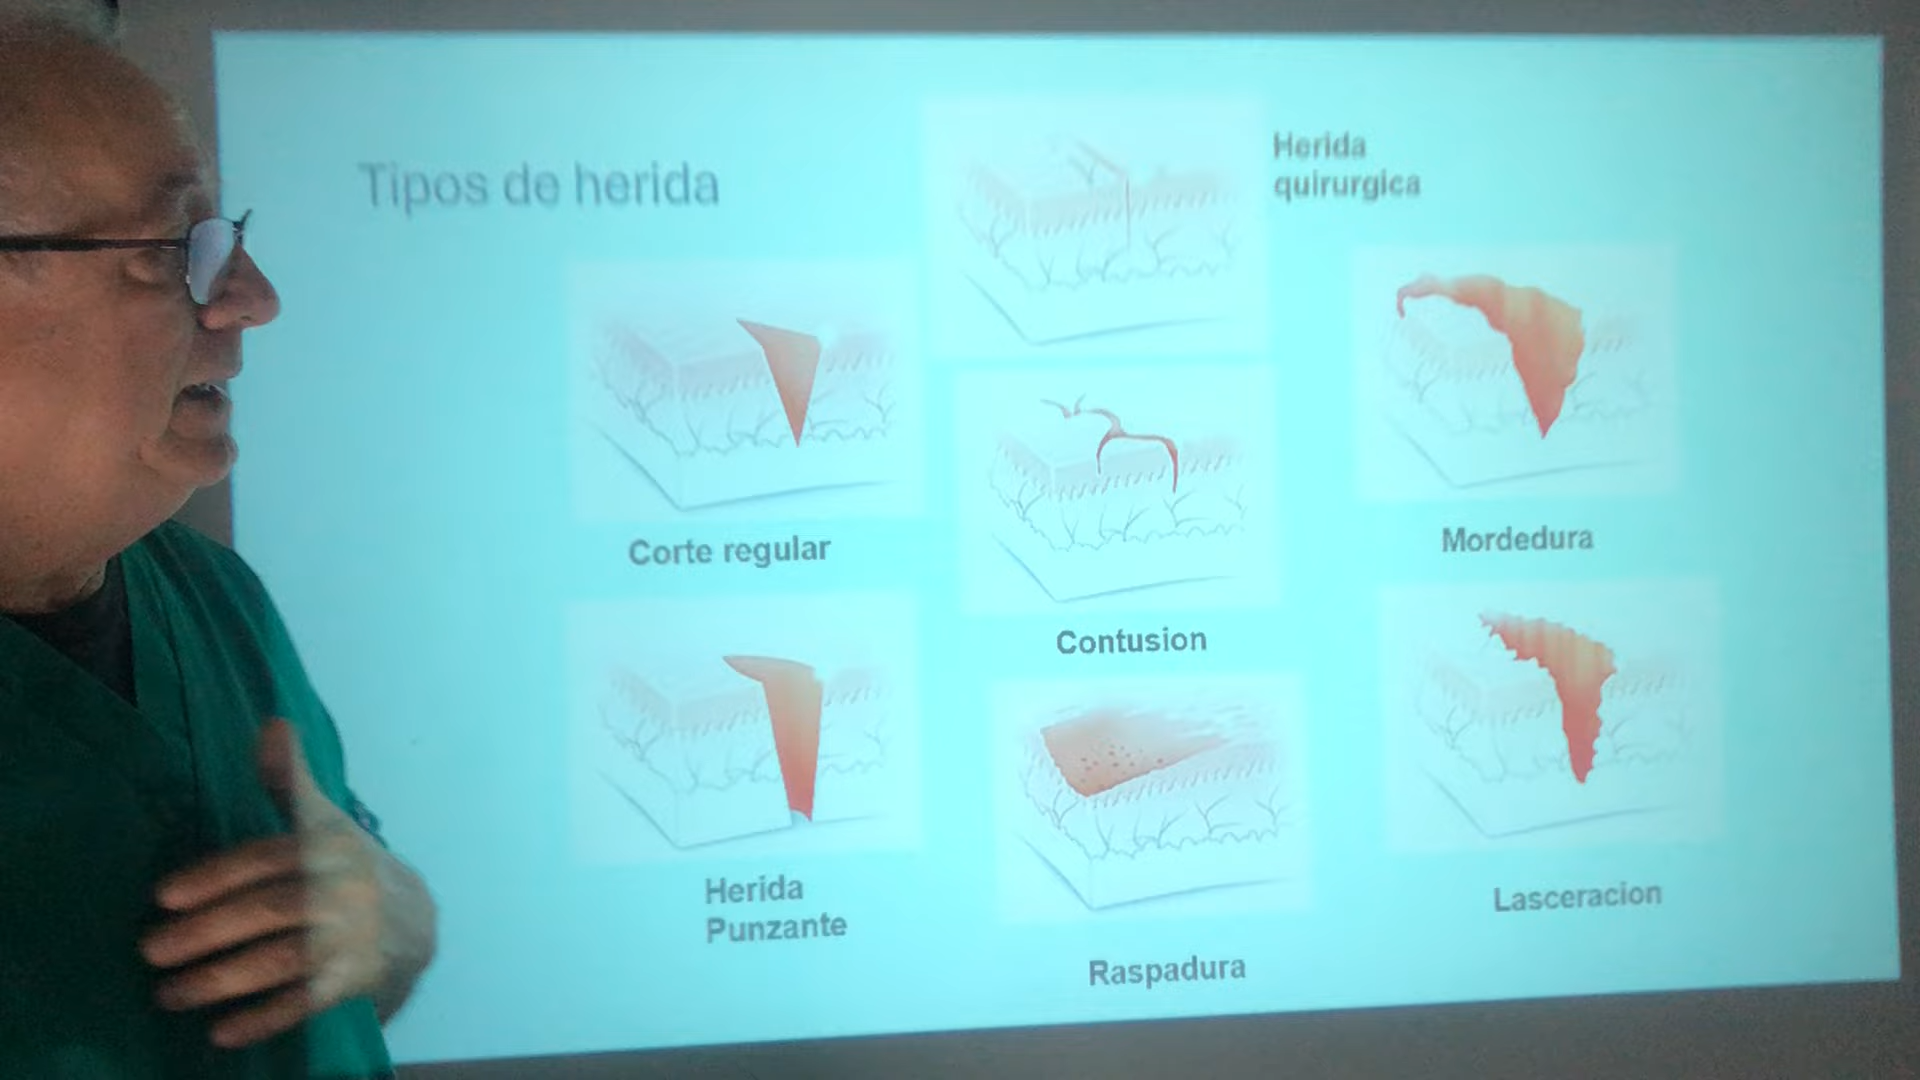 Tipos de herida
Herida
quirurgica
Corte regular
Mordedura
Contusion
Herida
Punzante
Lasceracion
Raspadura